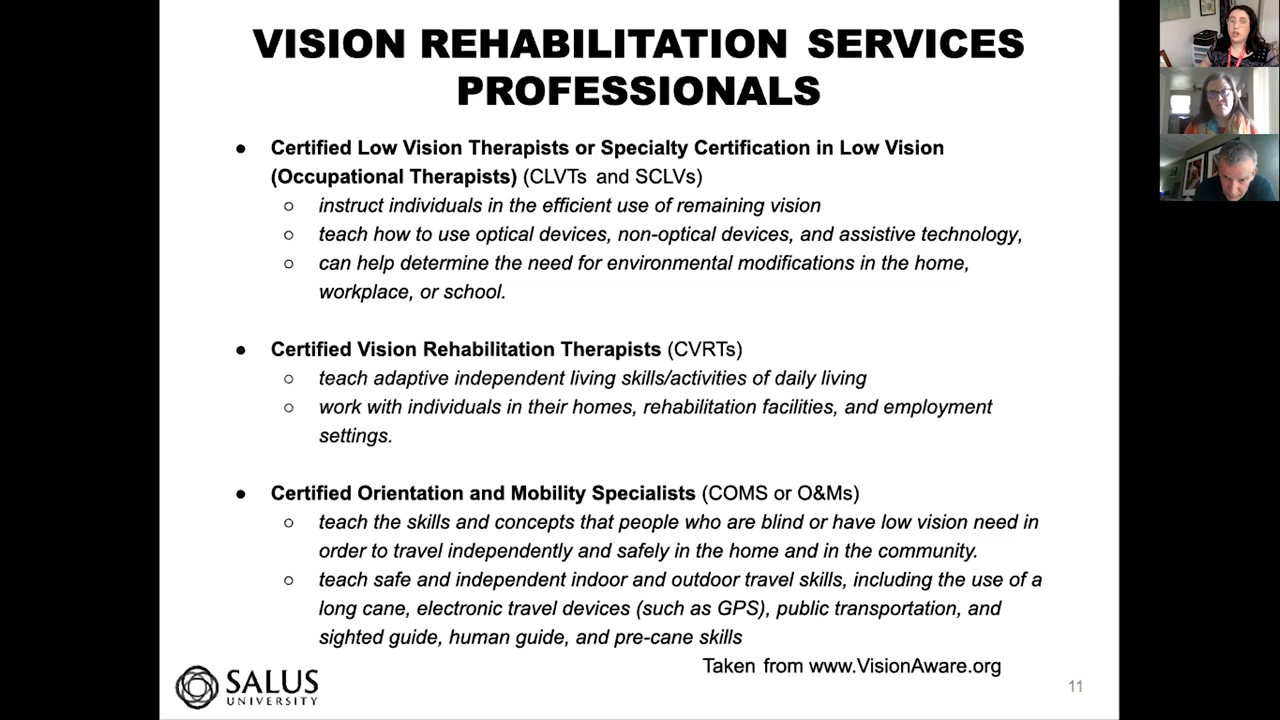 VISION REHABILITATION SERVICES
PROFESSIONALS
● Certified Low Vision Therapists or Specialty Certification in Low Vision
(Occupational Therapists) (CLVTs and SCLVs)
○ instruct individuals in the efficient use of remaining vision
○ teach how to use optical devices, non-optical devices, and assistive technology,
○ can help determine the need for environmental modifications in the home,
workplace, or school.
● Certified Vision Rehabilitation Therapists (CVRTs)
○ teach adaptive independent living skills/activities of daily living
○ work with individuals in their homes, rehabilitation facilities, and employment
settings.
● Certified Orientation and Mobility Specialists (COMS or O&Ms)
○ teach the skills and concepts that people who are blind or have low vision need in
order to travel independently and safely in the home and in the community.
○ teach safe and independent indoor and outdoor travel skills, including the use of a
long cane, electronic travel devices (such as GPS), public transportation, and
sighted guide, human guide, and pre-cane skills
Taken from www.VisionAware.org
SALUS
UNIVERSITY
11